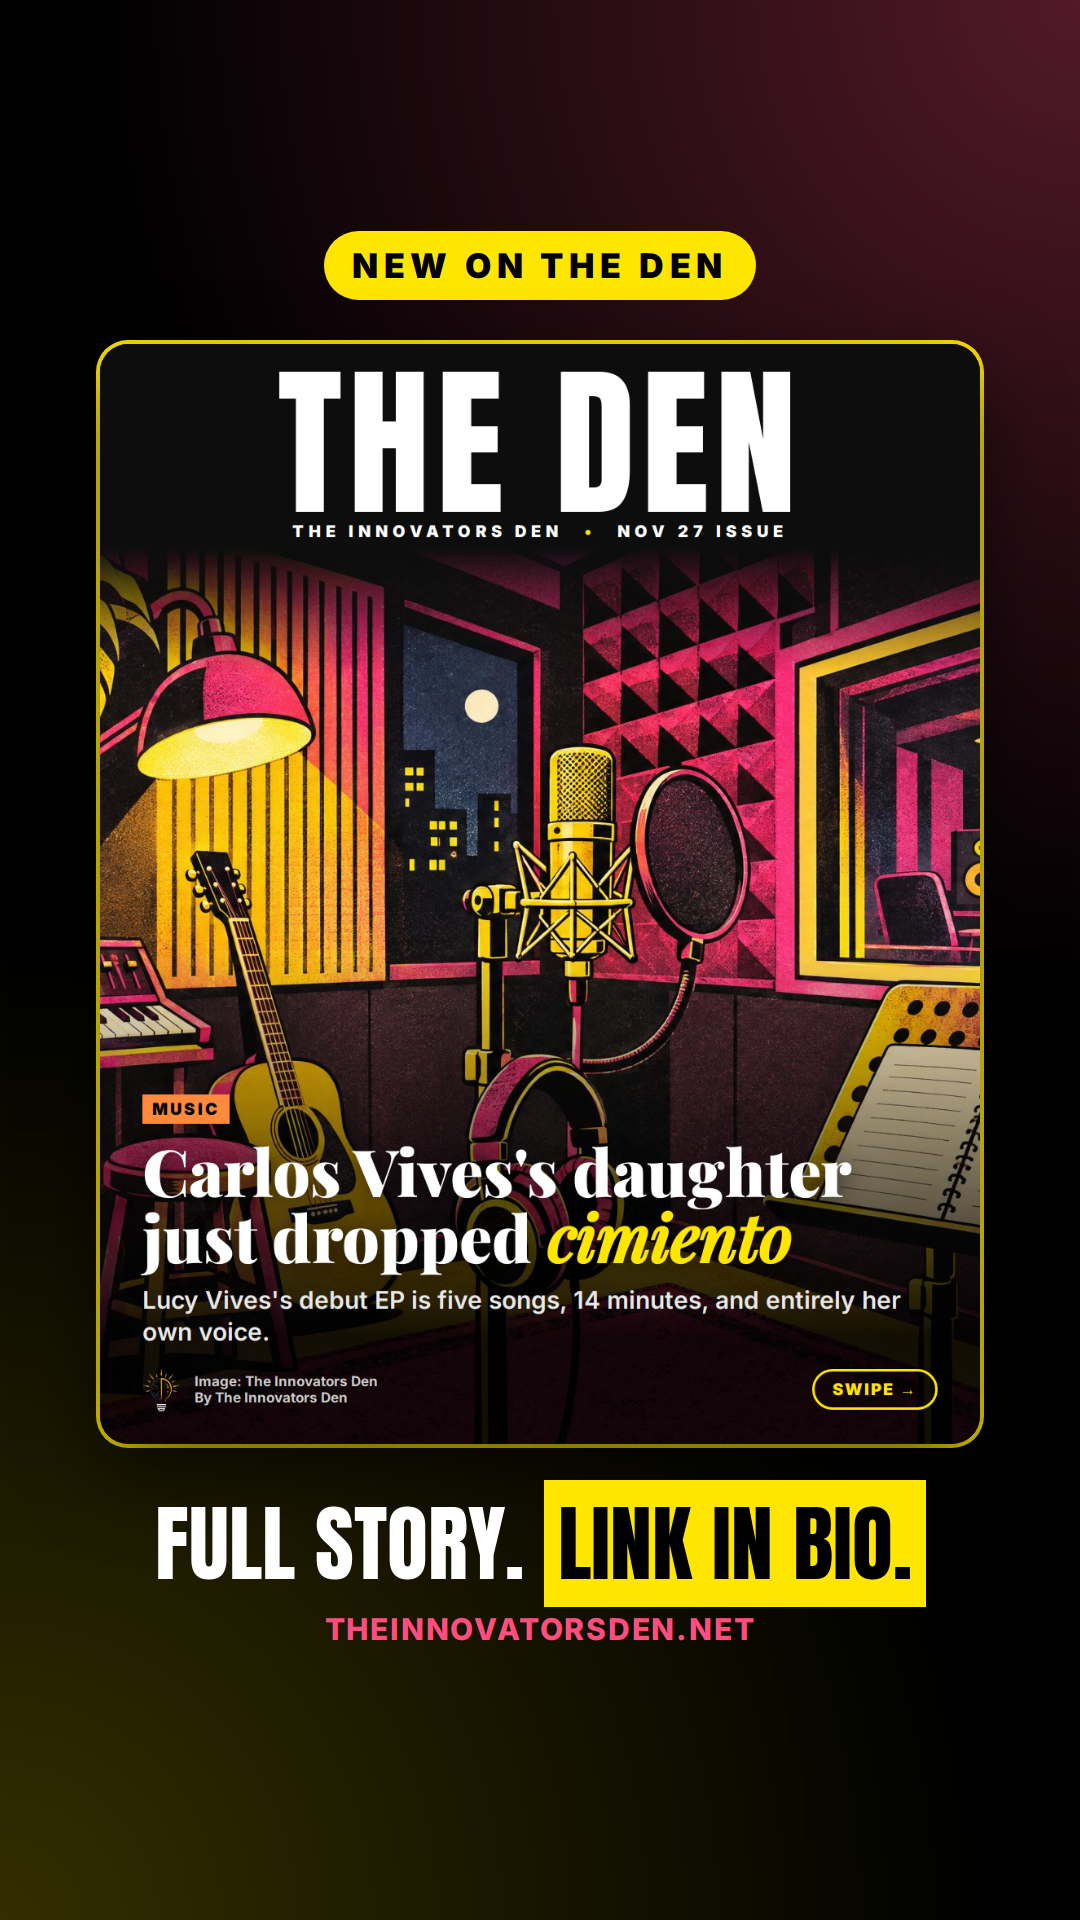 NEW ON THE DEN
THE DEN
THE INNOVATORS DEN • NOV 27 ISSUE
MUSIC
Carlos Vives's daughter
just dropped cimiento
Lucy Vives's debut EP is five songs, 14 minutes, and entirely her
own voice.
Image: The Innovators Den
By The Innovators Den
SWIPE →
FULL STORY. LINK IN BIO.
THEINNOVATORSDEN.NET